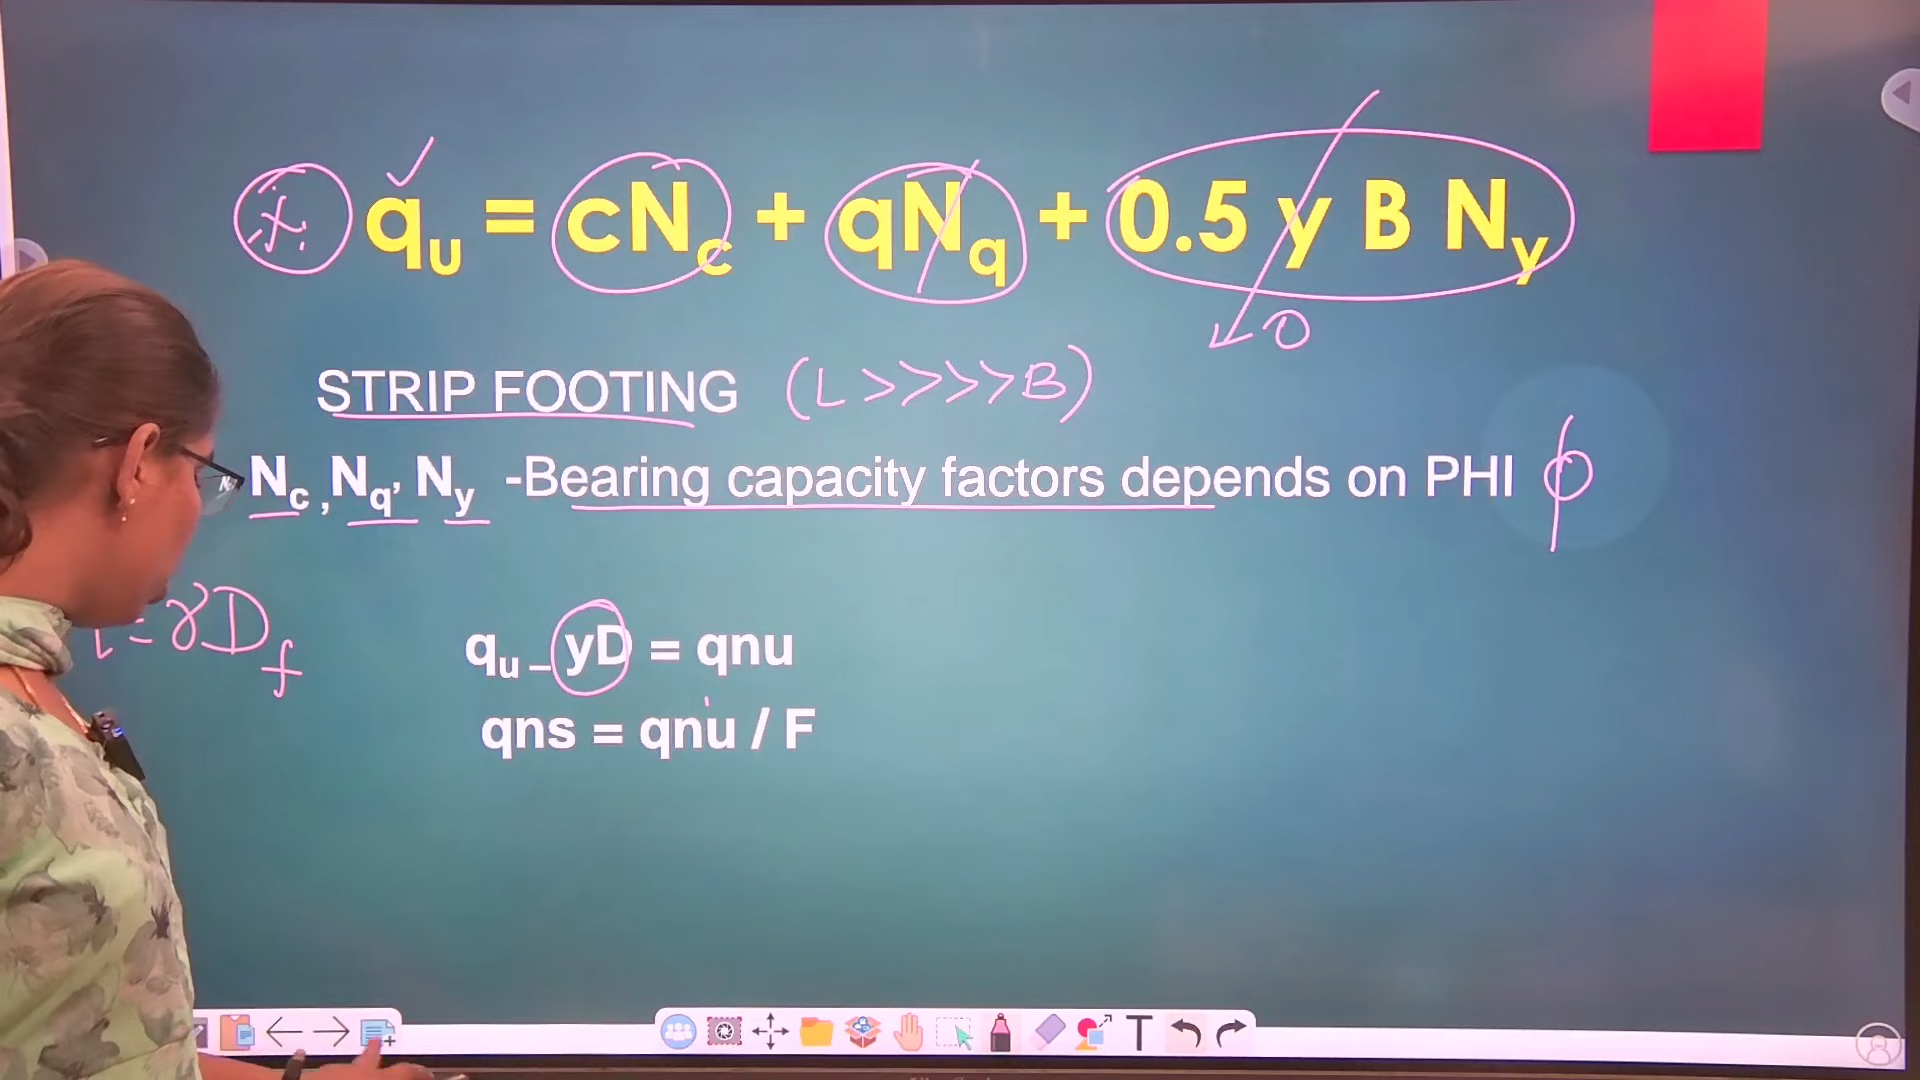 qu = cNc + qNq + 0.5 y B Ny
0
STRIP FOOTING (L >>>> B)
Nc, Nq, Ny -Bearing capacity factors depends on PHI ϕ
= γDf
qu – yD = qnu
qns = qnu / F